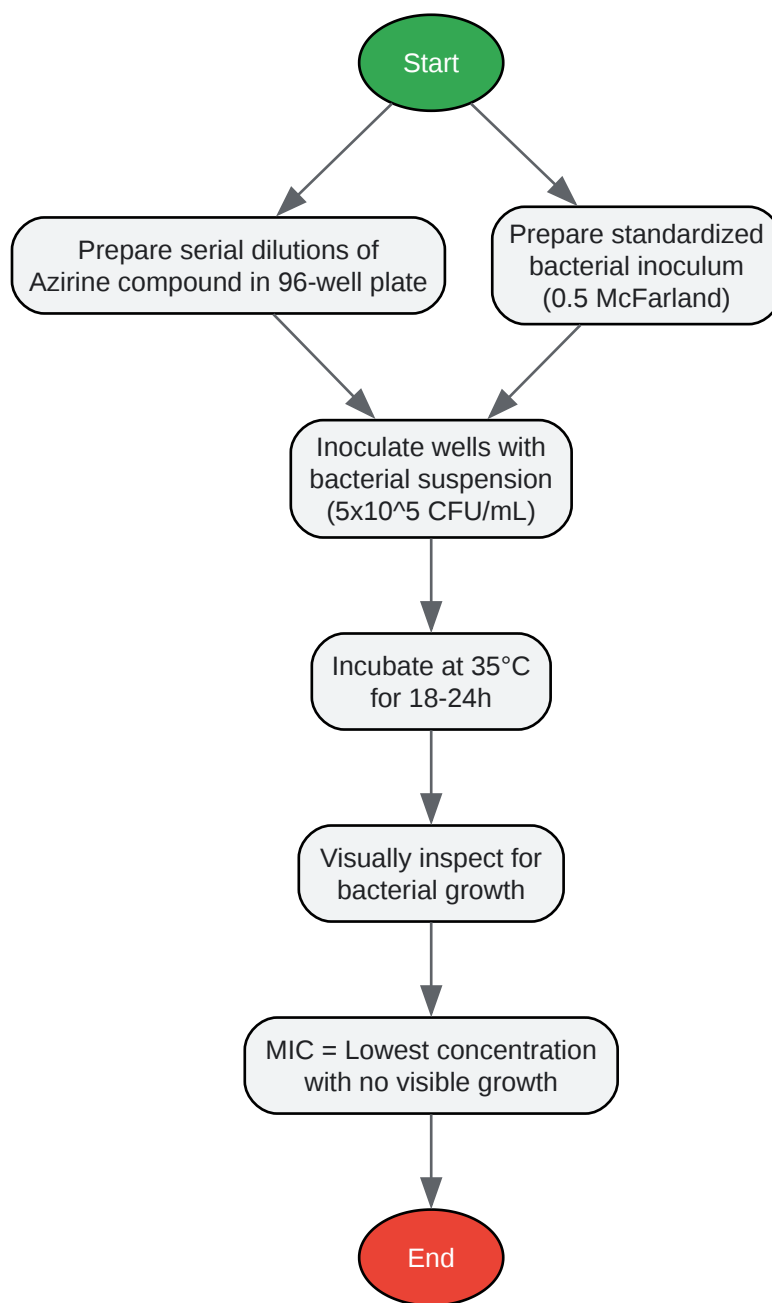 Start
Prepare serial dilutions of
Azirine compound in 96-well plate
Prepare standardized
bacterial inoculum
(0.5 McFarland)
Inoculate wells with
bacterial suspension
(5x10^5 CFU/mL)
Incubate at 35°C
for 18-24h
Visually inspect for
bacterial growth
MIC = Lowest concentration
with no visible growth
End